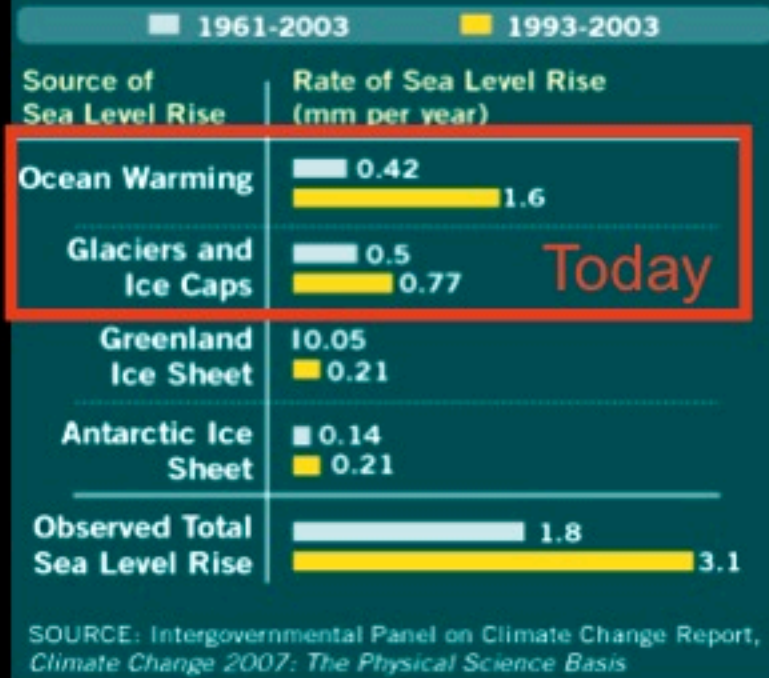 1961-2003 1993-2003
Source of Rate of Sea Level Rise
Sea Level Rise (mm per year)
Ocean Warming 0.42
1.6
Glaciers and 0.5
Ice Caps 0.77 Today
Greenland 0.05
Ice Sheet 0.21
Antarctic Ice 0.14
Sheet 0.21
Observed Total 1.8
Sea Level Rise 3.1
SOURCE: Intergovernmental Panel on Climate Change Report,
Climate Change 2007: The Physical Science Basis